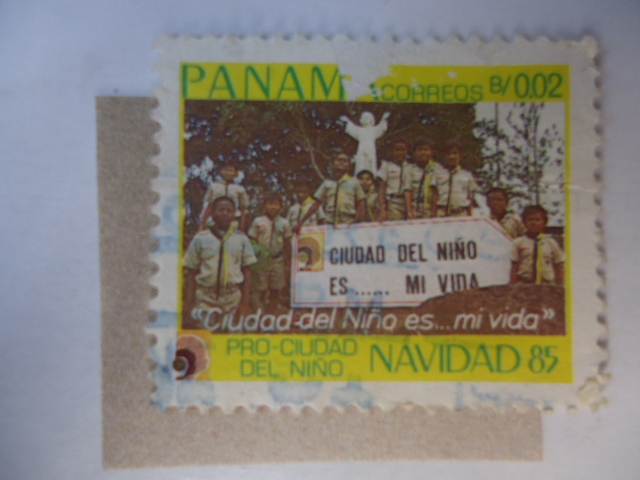 PANAM
CORREOS B/ 0.02
CIUDAD DEL NIÑO
ES...... MI VIDA
«Ciudad del Niño es... mi vida»
PRO-CIUDAD
DEL NIÑO
NAVIDAD 85